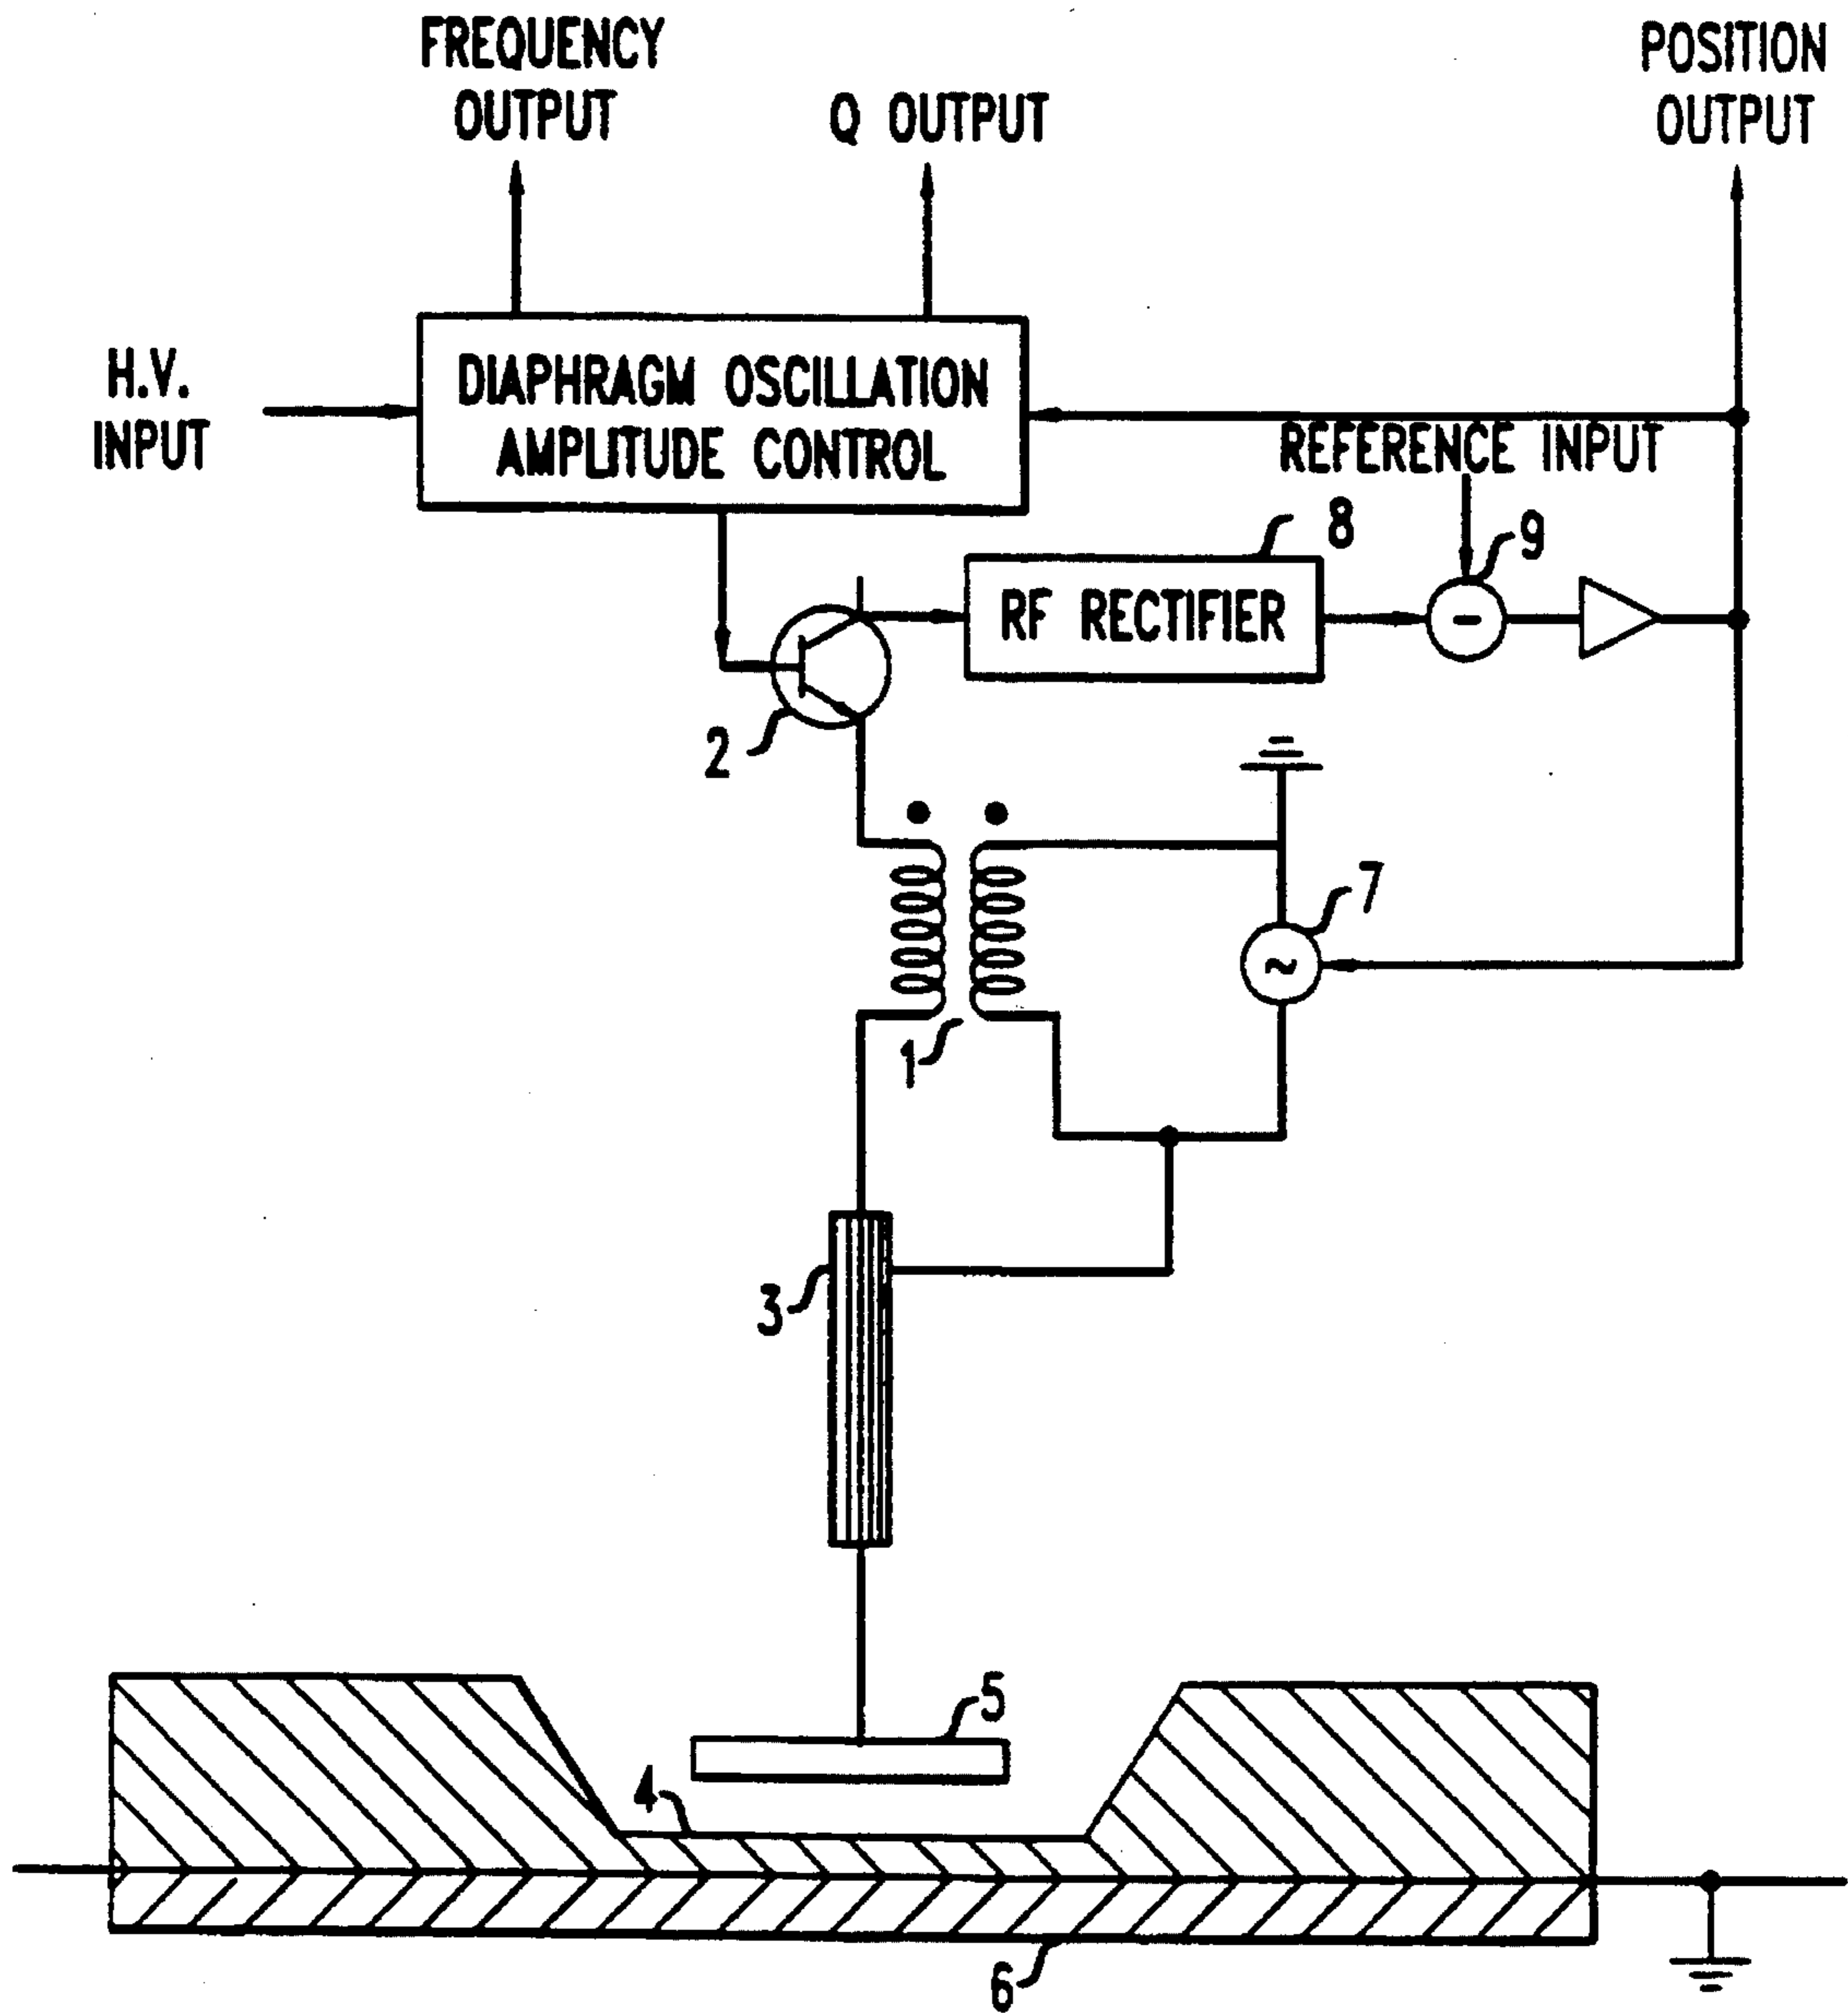 FREQUENCY
OUTPUT
Q OUTPUT
POSITION
OUTPUT
H.V.
INPUT
DIAPHRAGM OSCILLATION
AMPLITUDE CONTROL
REFERENCE INPUT
8
9
RF RECTIFIER
-
2
7
~
1
3
5
4
6